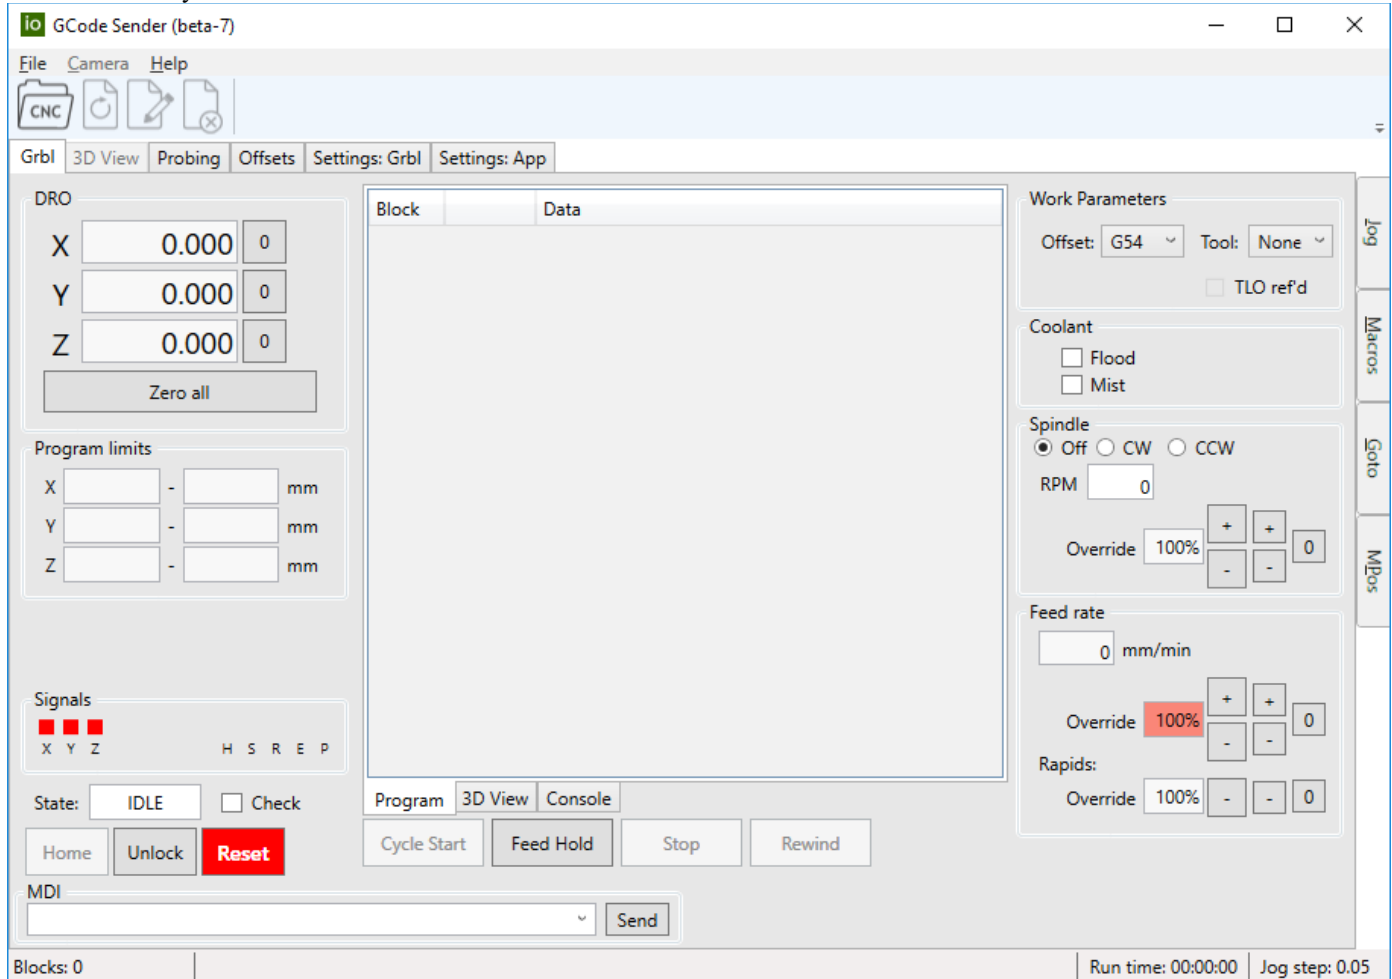 io GCode Sender (beta-7)
File Camera Help
CNC
Grbl 3D View Probing Offsets Settings: Grbl Settings: App
DRO
X 0.000 0
Y 0.000 0
Z 0.000 0
Zero all
Program limits
X - mm
Y - mm
Z - mm
Signals
X Y Z H S R E P
State: IDLE Check
Home Unlock Reset
MDI
Send
Block Data
Program 3D View Console
Cycle Start Feed Hold Stop Rewind
Work Parameters
Offset: G54 Tool: None
TLO ref'd
Coolant
Flood
Mist
Spindle
Off CW CCW
RPM 0
Override 100% + + 0
- -
Feed rate
0 mm/min
Override 100% + + 0
- -
Rapids:
Override 100% - - 0
Jog
Macros
Goto
MPos
Blocks: 0 Run time: 00:00:00 Jog step: 0.05